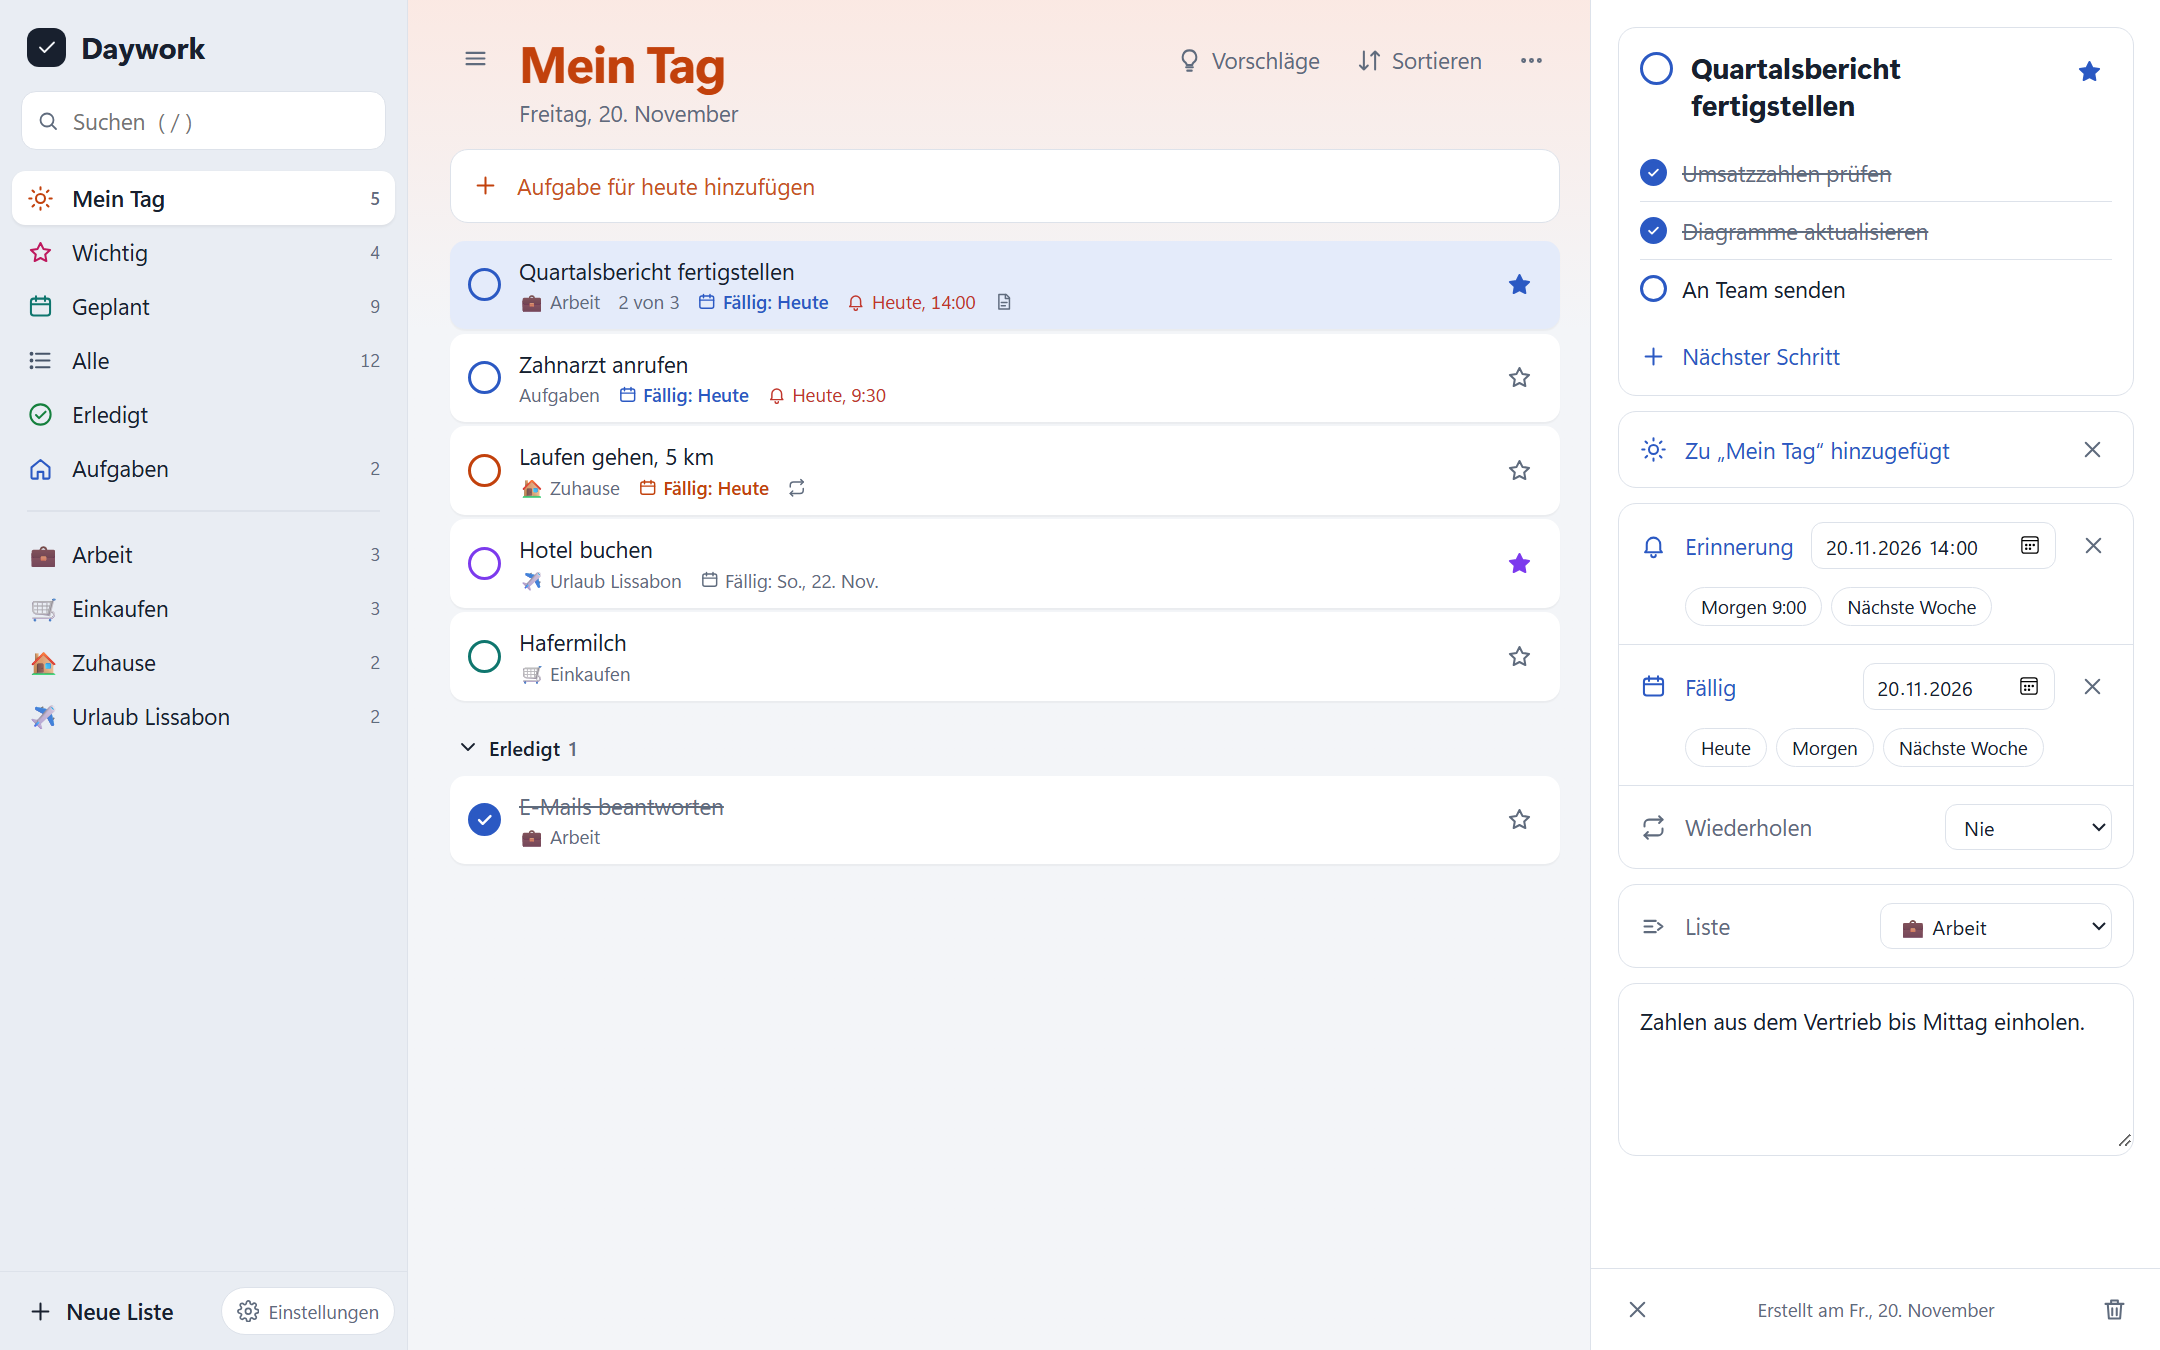 Daywork
Suchen ( / )
Mein Tag 5
Wichtig 4
Geplant 9
Alle 12
Erledigt
Aufgaben 2
Arbeit 3
Einkaufen 3
Zuhause 2
Urlaub Lissabon 2
Neue Liste
Einstellungen
Mein Tag
Freitag, 20. November
Vorschläge
Sortieren
Aufgabe für heute hinzufügen
Quartalsbericht fertigstellen
Arbeit 2 von 3 Fällig: Heute Heute, 14:00
Zahnarzt anrufen
Aufgaben Fällig: Heute Heute, 9:30
Laufen gehen, 5 km
Zuhause Fällig: Heute
Hotel buchen
Urlaub Lissabon Fällig: So., 22. Nov.
Hafermilch
Einkaufen
Erledigt 1
E-Mails beantworten
Arbeit
Quartalsbericht
fertigstellen
Umsatzzahlen prüfen
Diagramme aktualisieren
An Team senden
Nächster Schritt
Zu „Mein Tag“ hinzugefügt
Erinnerung 20.11.2026 14:00
Morgen 9:00 Nächste Woche
Fällig 20.11.2026
Heute Morgen Nächste Woche
Wiederholen Nie
Liste Arbeit
Zahlen aus dem Vertrieb bis Mittag einholen.
Erstellt am Fr., 20. November